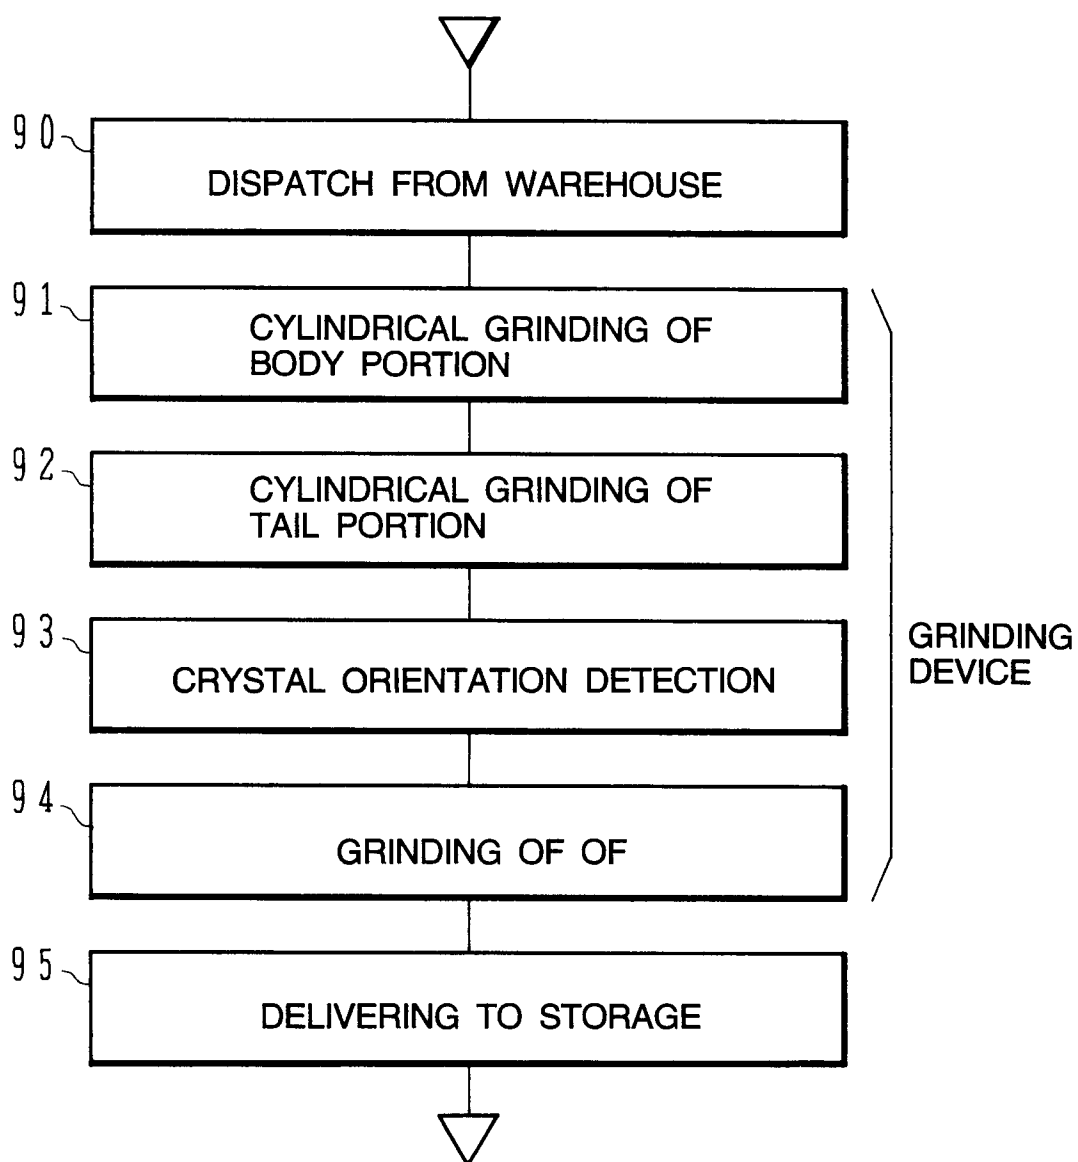 90
DISPATCH FROM WAREHOUSE
91
CYLINDRICAL GRINDING OF
BODY PORTION
92
CYLINDRICAL GRINDING OF
TAIL PORTION
93
CRYSTAL ORIENTATION DETECTION
GRINDING
DEVICE
94
GRINDING OF OF
95
DELIVERING TO STORAGE